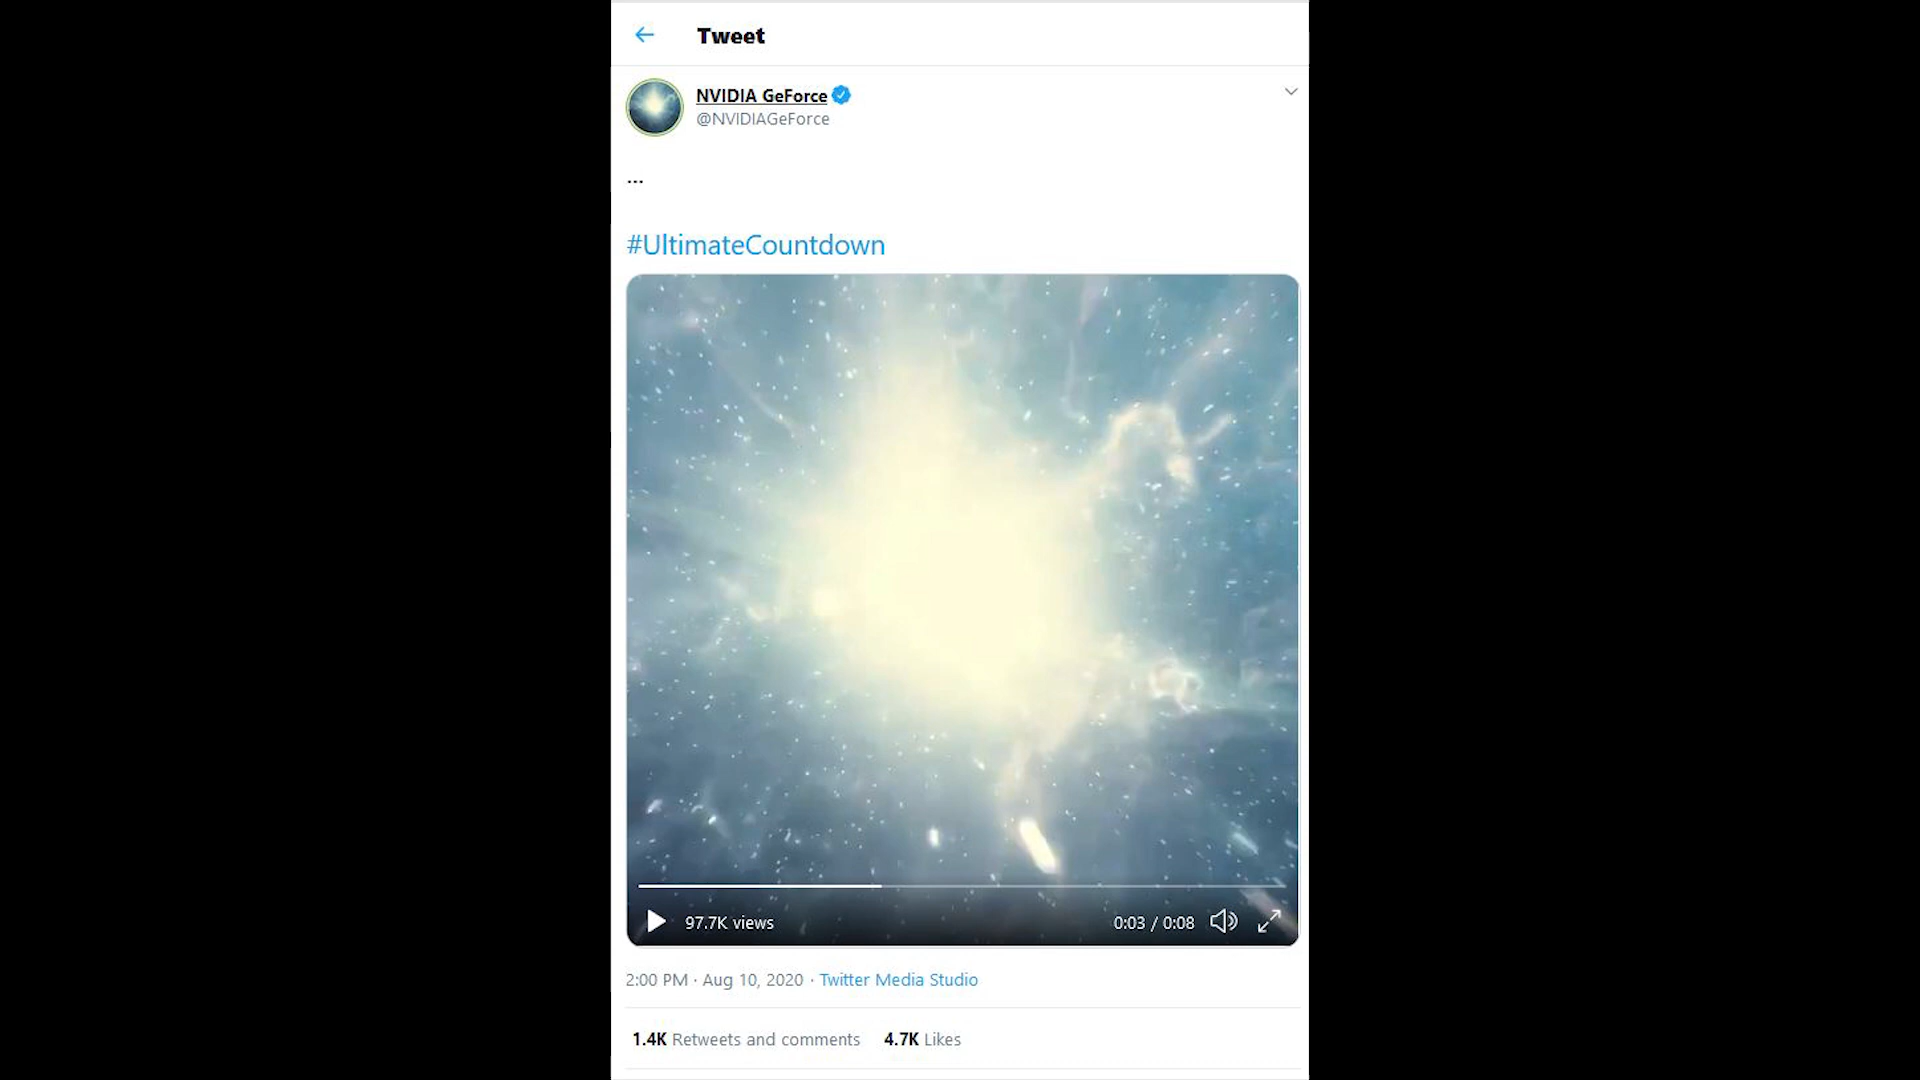 Tweet
NVIDIA GeForce
@NVIDIAGeForce
...
#UltimateCountdown
97.7K views
0:03 / 0:08
2:00 PM · Aug 10, 2020 · Twitter Media Studio
1.4K Retweets and comments 4.7K Likes